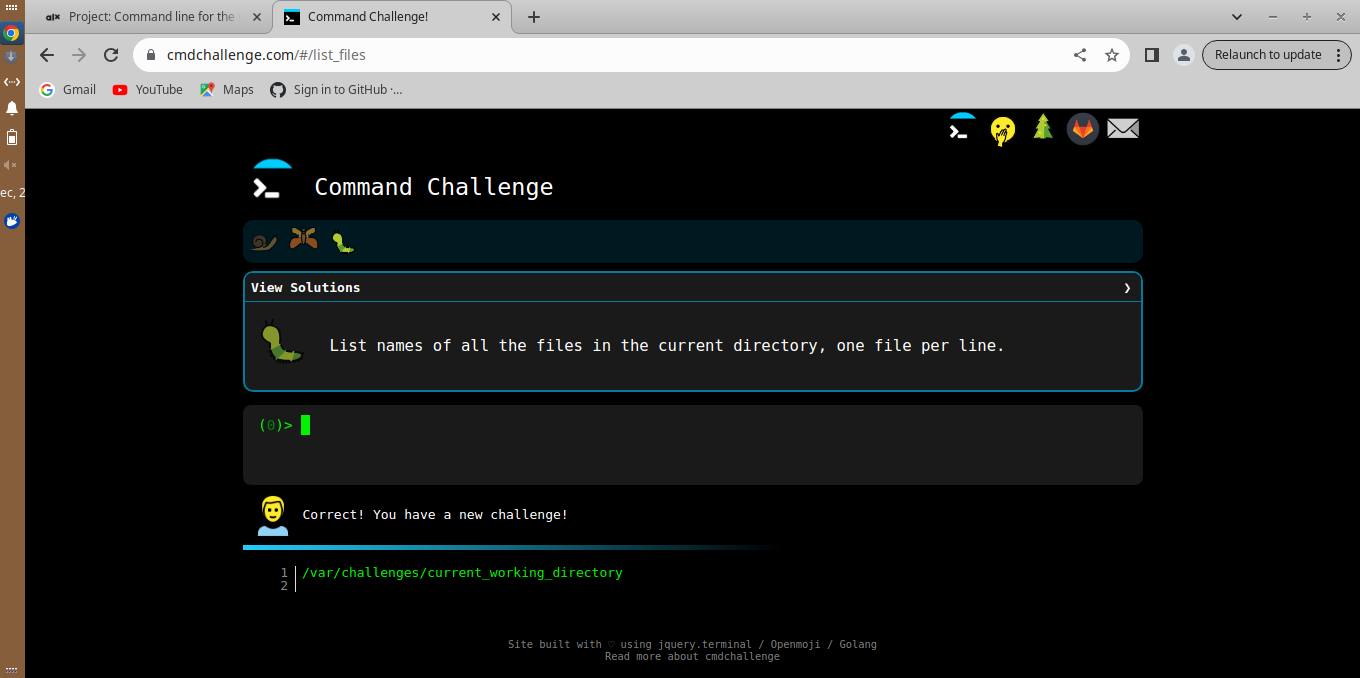 alx Project: Command line for the
Command Challenge!
cmdchallenge.com/#/list_files
Relaunch to update
Gmail
YouTube
Maps
Sign in to GitHub ·...
ec, 2
Command Challenge
View Solutions
List names of all the files in the current directory, one file per line.
(0)>
Correct! You have a new challenge!
1 /var/challenges/current_working_directory
2
Site built with ♡ using jquery.terminal / Openmoji / Golang
Read more about cmdchallenge